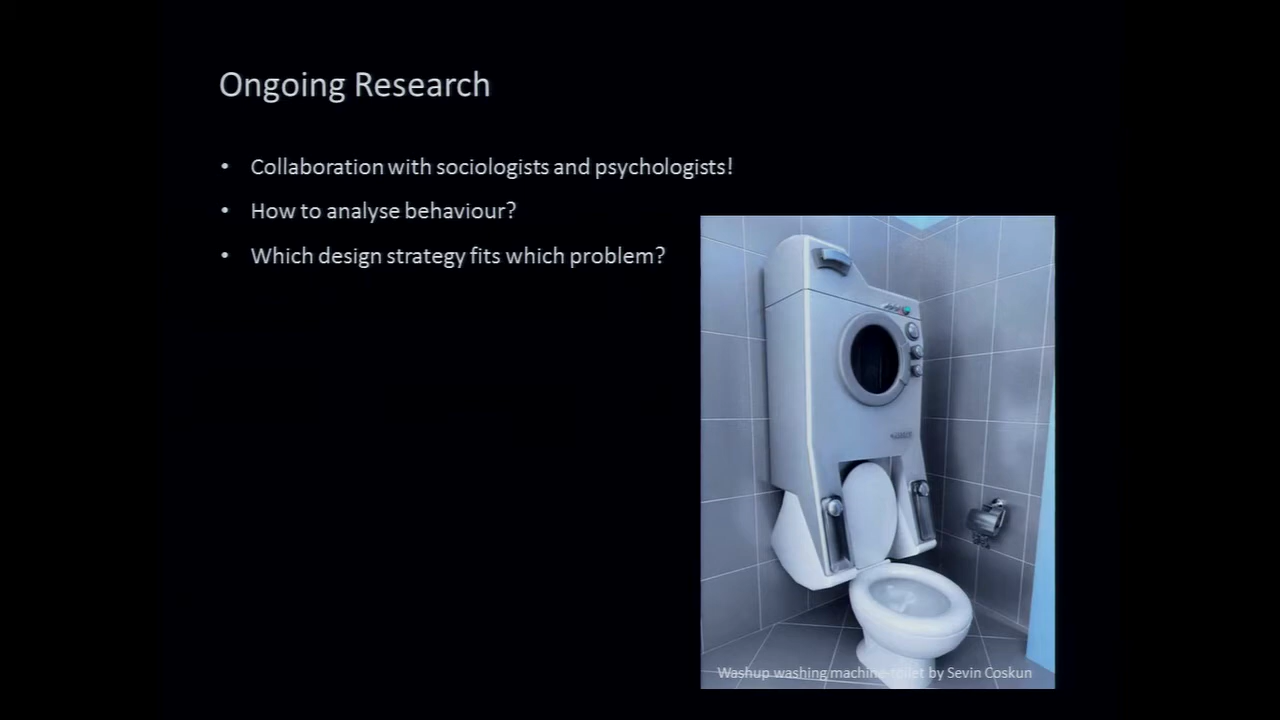 Ongoing Research
• Collaboration with sociologists and psychologists!
• How to analyse behaviour?
• Which design strategy fits which problem?
Washup washing machine toilet by Sevin Coskun